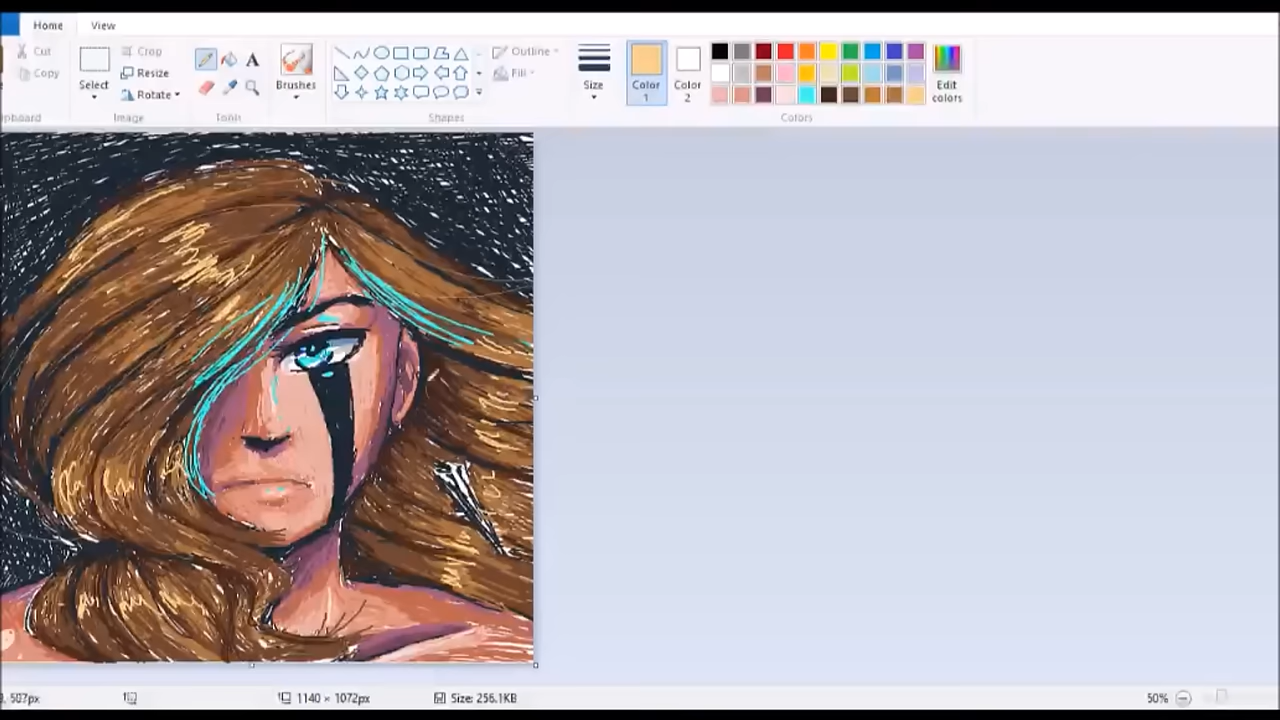 Home View
Cut
Copy
Select
Crop
Resize
Rotate
Image
A
Tools
Brushes
Outline
Fill
Shapes
Size
Color 1
Color 2
Edit colors
Colors
507px
1140 × 1072px
Size: 256.1KB
50%